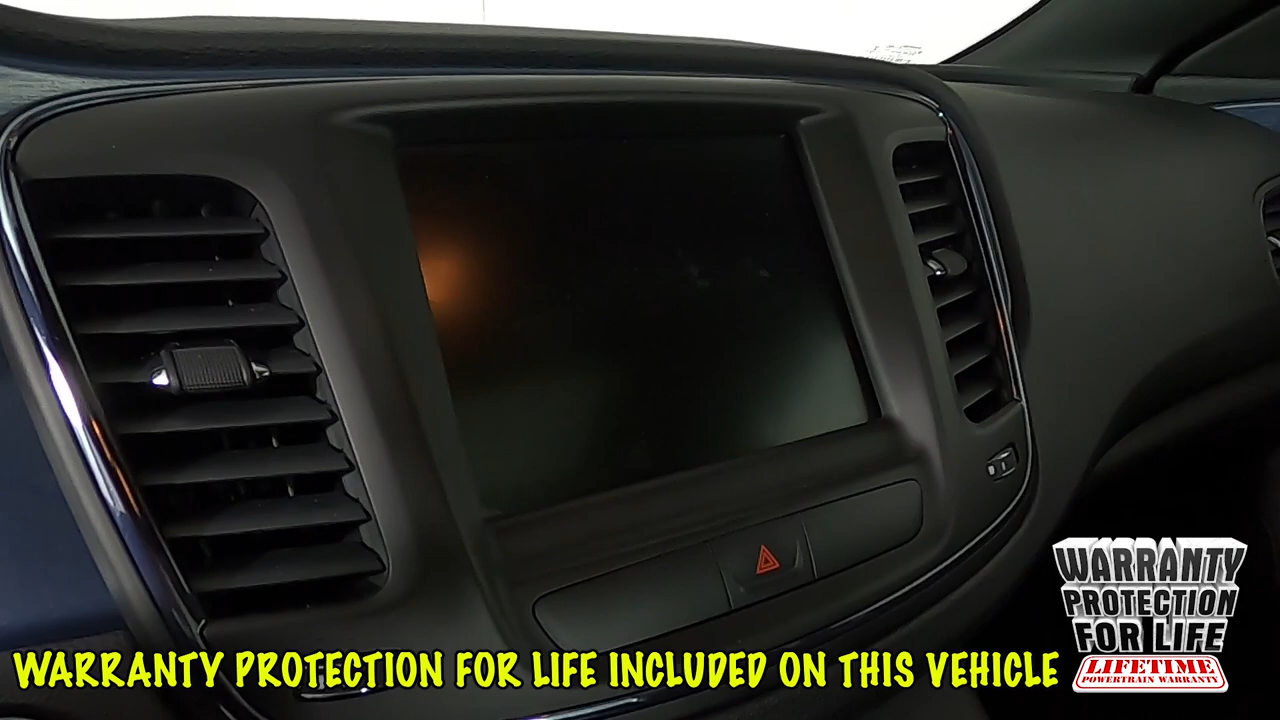 WARRANTY
PROTECTION
FOR LIFE
LIFETIME
POWERTRAIN WARRANTY
WARRANTY PROTECTION FOR LIFE INCLUDED ON THIS VEHICLE